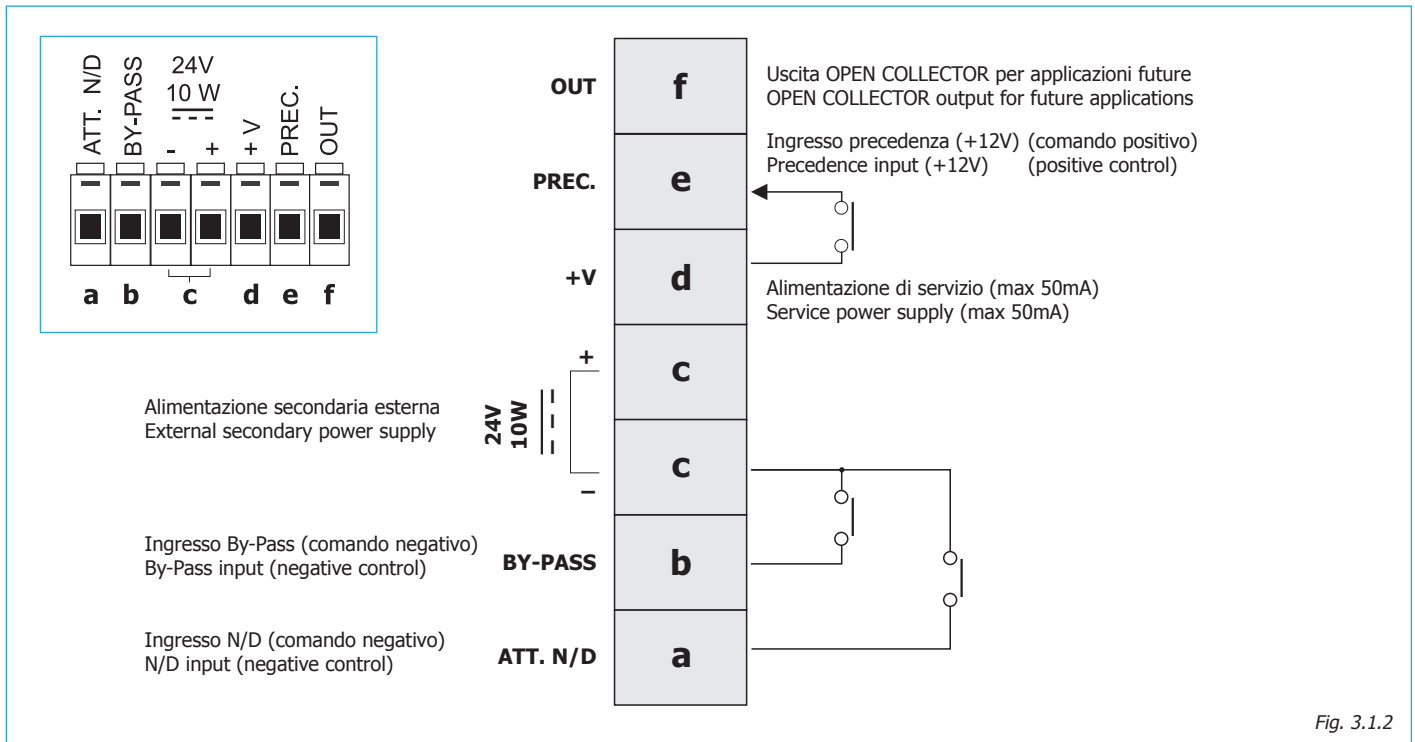 ATT. N/D
BY-PASS
24V
10 W
- +
+ V
PREC.
OUT
a b c d e f
OUT
f
Uscita OPEN COLLECTOR per applicazioni future
OPEN COLLECTOR output for future applications
PREC.
e
Ingresso precedenza (+12V) (comando positivo)
Precedence input (+12V) (positive control)
+V
d
Alimentazione di servizio (max 50mA)
Service power supply (max 50mA)
Alimentazione secondaria esterna
External secondary power supply
24V
10W
+
c
c
–
Ingresso By-Pass (comando negativo)
By-Pass input (negative control)
BY-PASS
b
Ingresso N/D (comando negativo)
N/D input (negative control)
ATT. N/D
a
Fig. 3.1.2